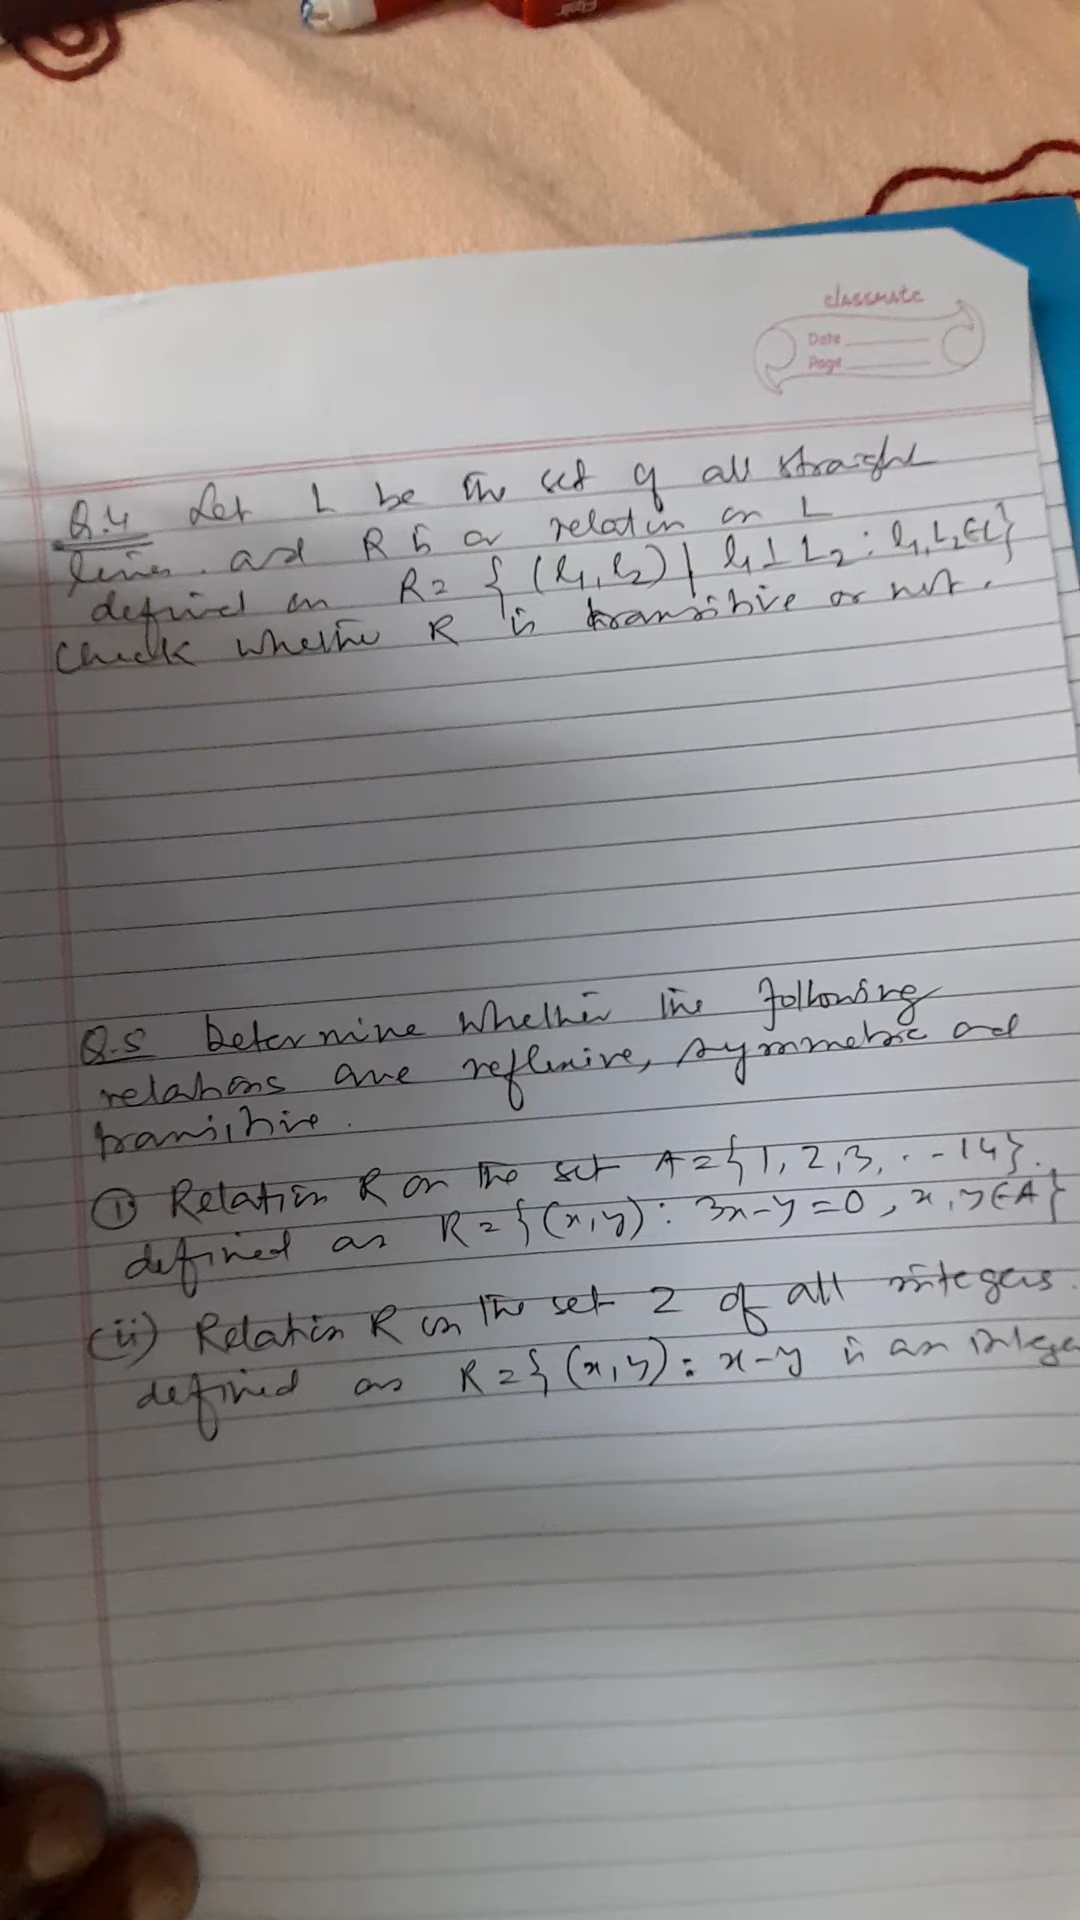 classmate
Date
Page
Q.4 Let L be the set of all straight
lines. and R is a relation on L
defined on R = { (l1, l2) | l1 ⊥ L2 : l1, L2 ∈ L}
Check whether R is transitive or not.
Q.5 Determine whether the following
relations are reflexive, symmetric and
transitive.
(i) Relation R on the set A = {1, 2, 3, . - - 14}.
defined as R = {(x, y) : 3x - y = 0, x, y ∈ A}
(ii) Relation R on the set Z of all integers.
defined as R = {(x, y) : x - y is an intege